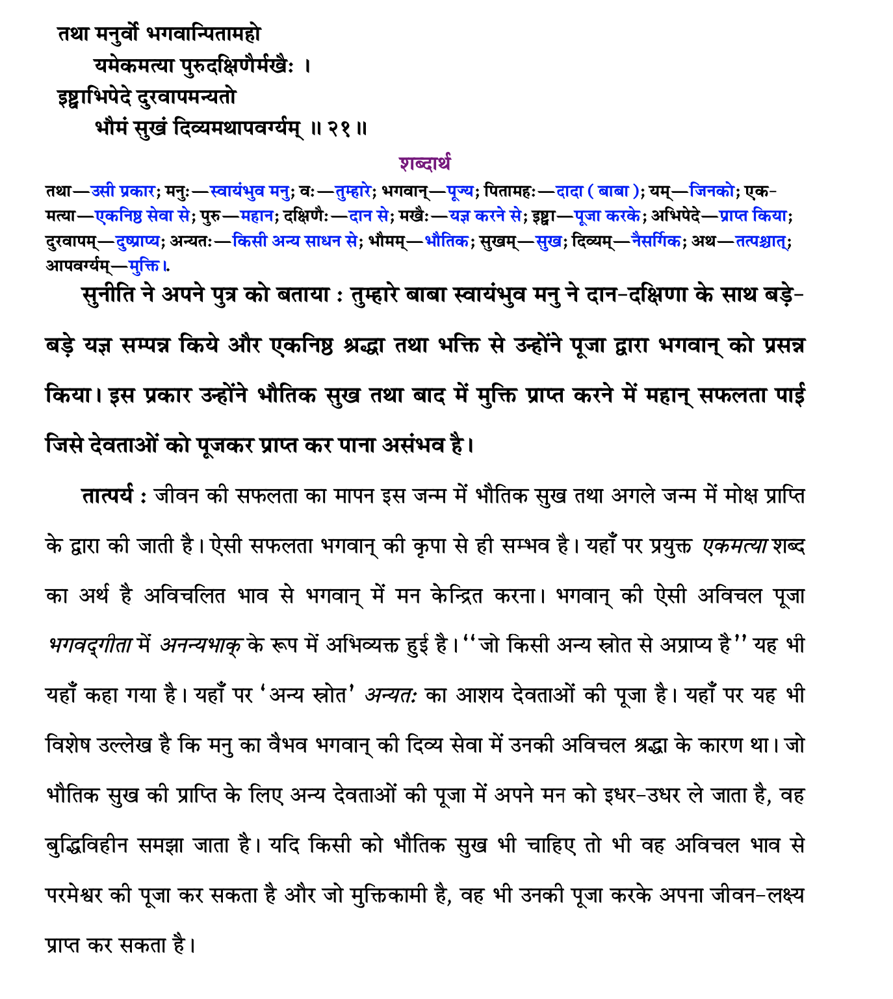 तथा मनुर्वो भगवान्पितामहो
यमेकमत्या पुरुदक्षिणैर्मखैः ।
इष्ट्वाभिपेदे दुरवापमन्यतो
भौमं सुखं दिव्यमथापवर्ग्यम् ॥ २१॥
शब्दार्थ
तथा—उसी प्रकार; मनुः—स्वायंभुव मनु; वः—तुम्हारे; भगवान्—पूज्य; पितामहः—दादा ( बाबा ); यम्—जिनको; एक-
मत्या—एकनिष्ठ सेवा से; पुरु—महान; दक्षिणैः—दान से; मखैः—यज्ञ करने से; इष्ट्वा—पूजा करके; अभिपेदे—प्राप्त किया;
दुरवापम्—दुष्प्राप्य; अन्यतः—किसी अन्य साधन से; भौमम्—भौतिक; सुखम्—सुख; दिव्यम्—नैसर्गिक; अथ—तत्पश्चात्;
आपवर्ग्यम्—मुक्ति।.
सुनीति ने अपने पुत्र को बताया : तुम्हारे बाबा स्वायंभुव मनु ने दान-दक्षिणा के साथ बड़े-
बड़े यज्ञ सम्पन्न किये और एकनिष्ठ श्रद्धा तथा भक्ति से उन्होंने पूजा द्वारा भगवान् को प्रसन्न
किया। इस प्रकार उन्होंने भौतिक सुख तथा बाद में मुक्ति प्राप्त करने में महान् सफलता पाई
जिसे देवताओं को पूजकर प्राप्त कर पाना असंभव है।
तात्पर्य : जीवन की सफलता का मापन इस जन्म में भौतिक सुख तथा अगले जन्म में मोक्ष प्राप्ति
के द्वारा की जाती है। ऐसी सफलता भगवान् की कृपा से ही सम्भव है। यहाँ पर प्रयुक्त एकमत्या शब्द
का अर्थ है अविचलित भाव से भगवान् में मन केन्द्रित करना। भगवान् की ऐसी अविचल पूजा
भगवद्‌गीता में अनन्यभाक् के रूप में अभिव्यक्त हुई है। ‘‘जो किसी अन्य स्रोत से अप्राप्य है’’ यह भी
यहाँ कहा गया है। यहाँ पर ‘अन्य स्रोत’ अन्यतः का आशय देवताओं की पूजा है। यहाँ पर यह भी
विशेष उल्लेख है कि मनु का वैभव भगवान् की दिव्य सेवा में उनकी अविचल श्रद्धा के कारण था। जो
भौतिक सुख की प्राप्ति के लिए अन्य देवताओं की पूजा में अपने मन को इधर-उधर ले जाता है, वह
बुद्धिविहीन समझा जाता है। यदि किसी को भौतिक सुख भी चाहिए तो भी वह अविचल भाव से
परमेश्वर की पूजा कर सकता है और जो मुक्तिकामी है, वह भी उनकी पूजा करके अपना जीवन-लक्ष्य
प्राप्त कर सकता है।